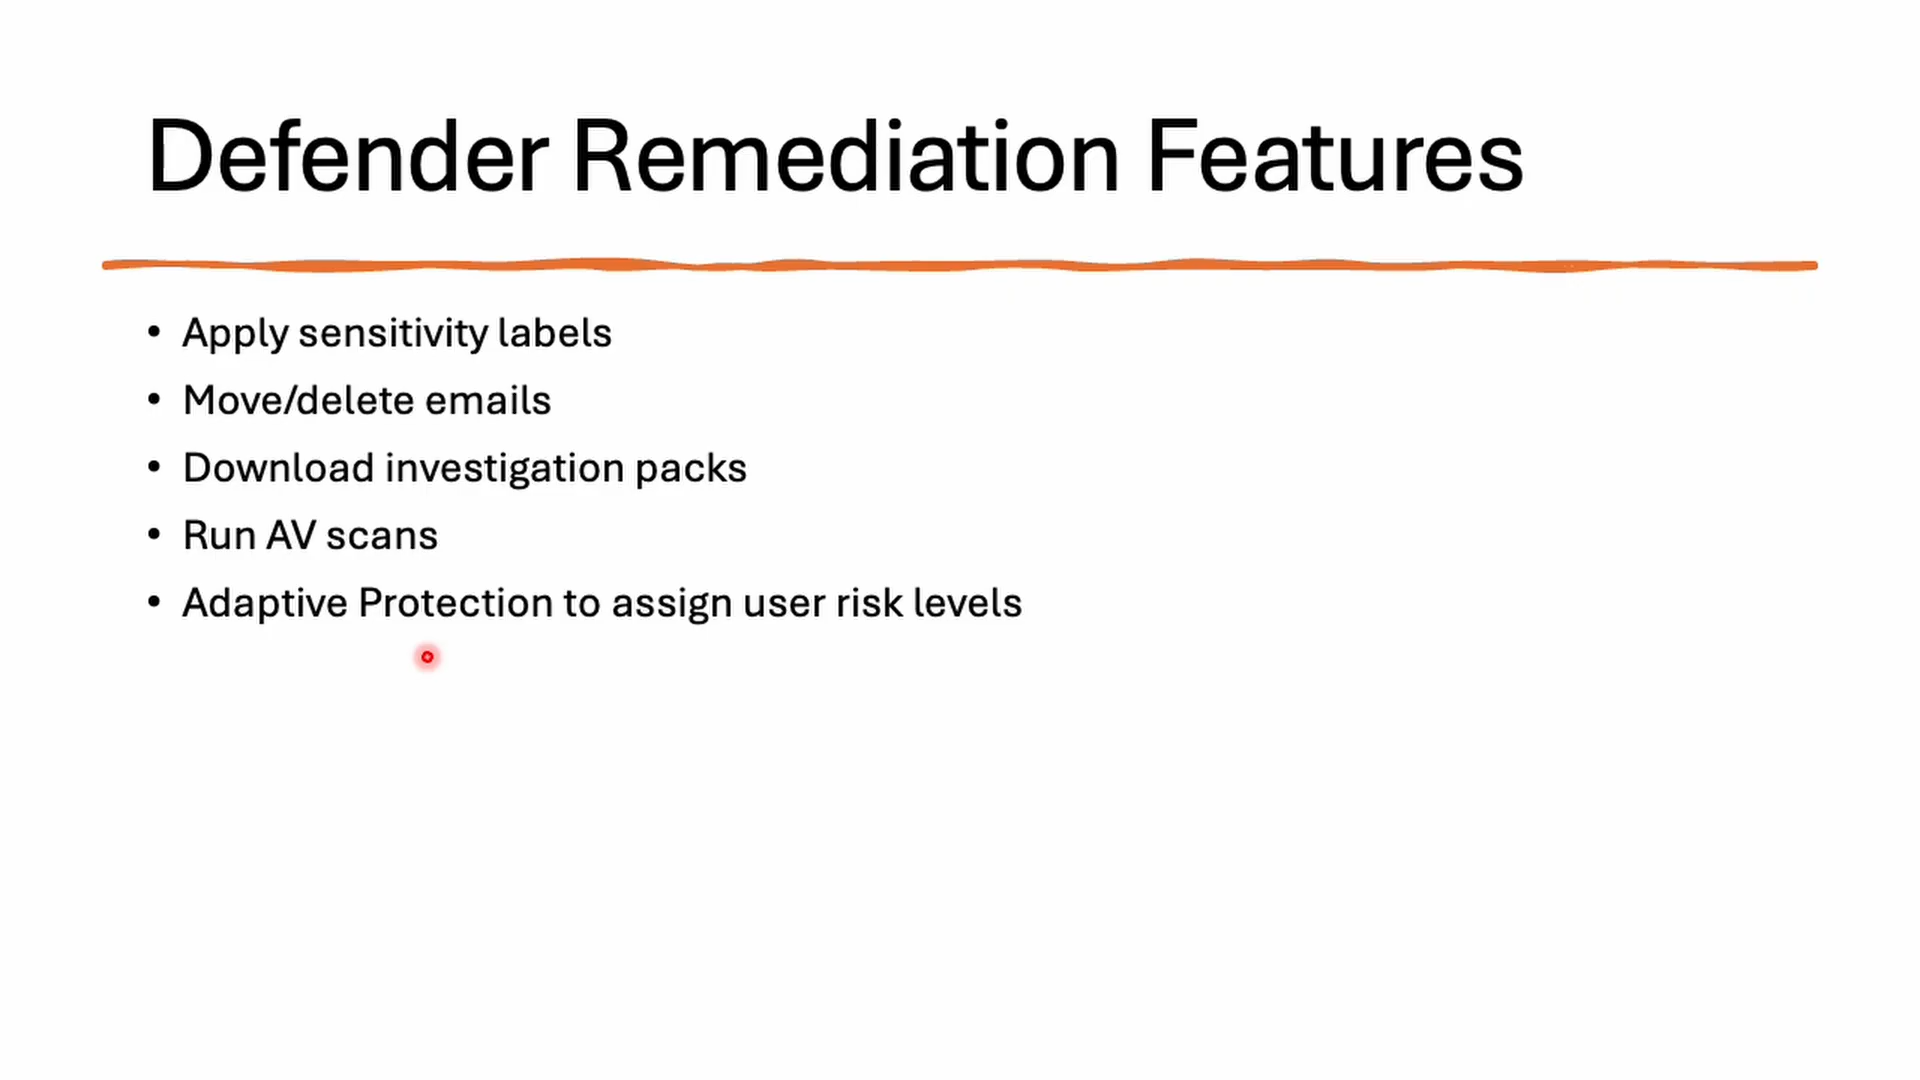 Defender Remediation Features
• Apply sensitivity labels
• Move/delete emails
• Download investigation packs
• Run AV scans
• Adaptive Protection to assign user risk levels